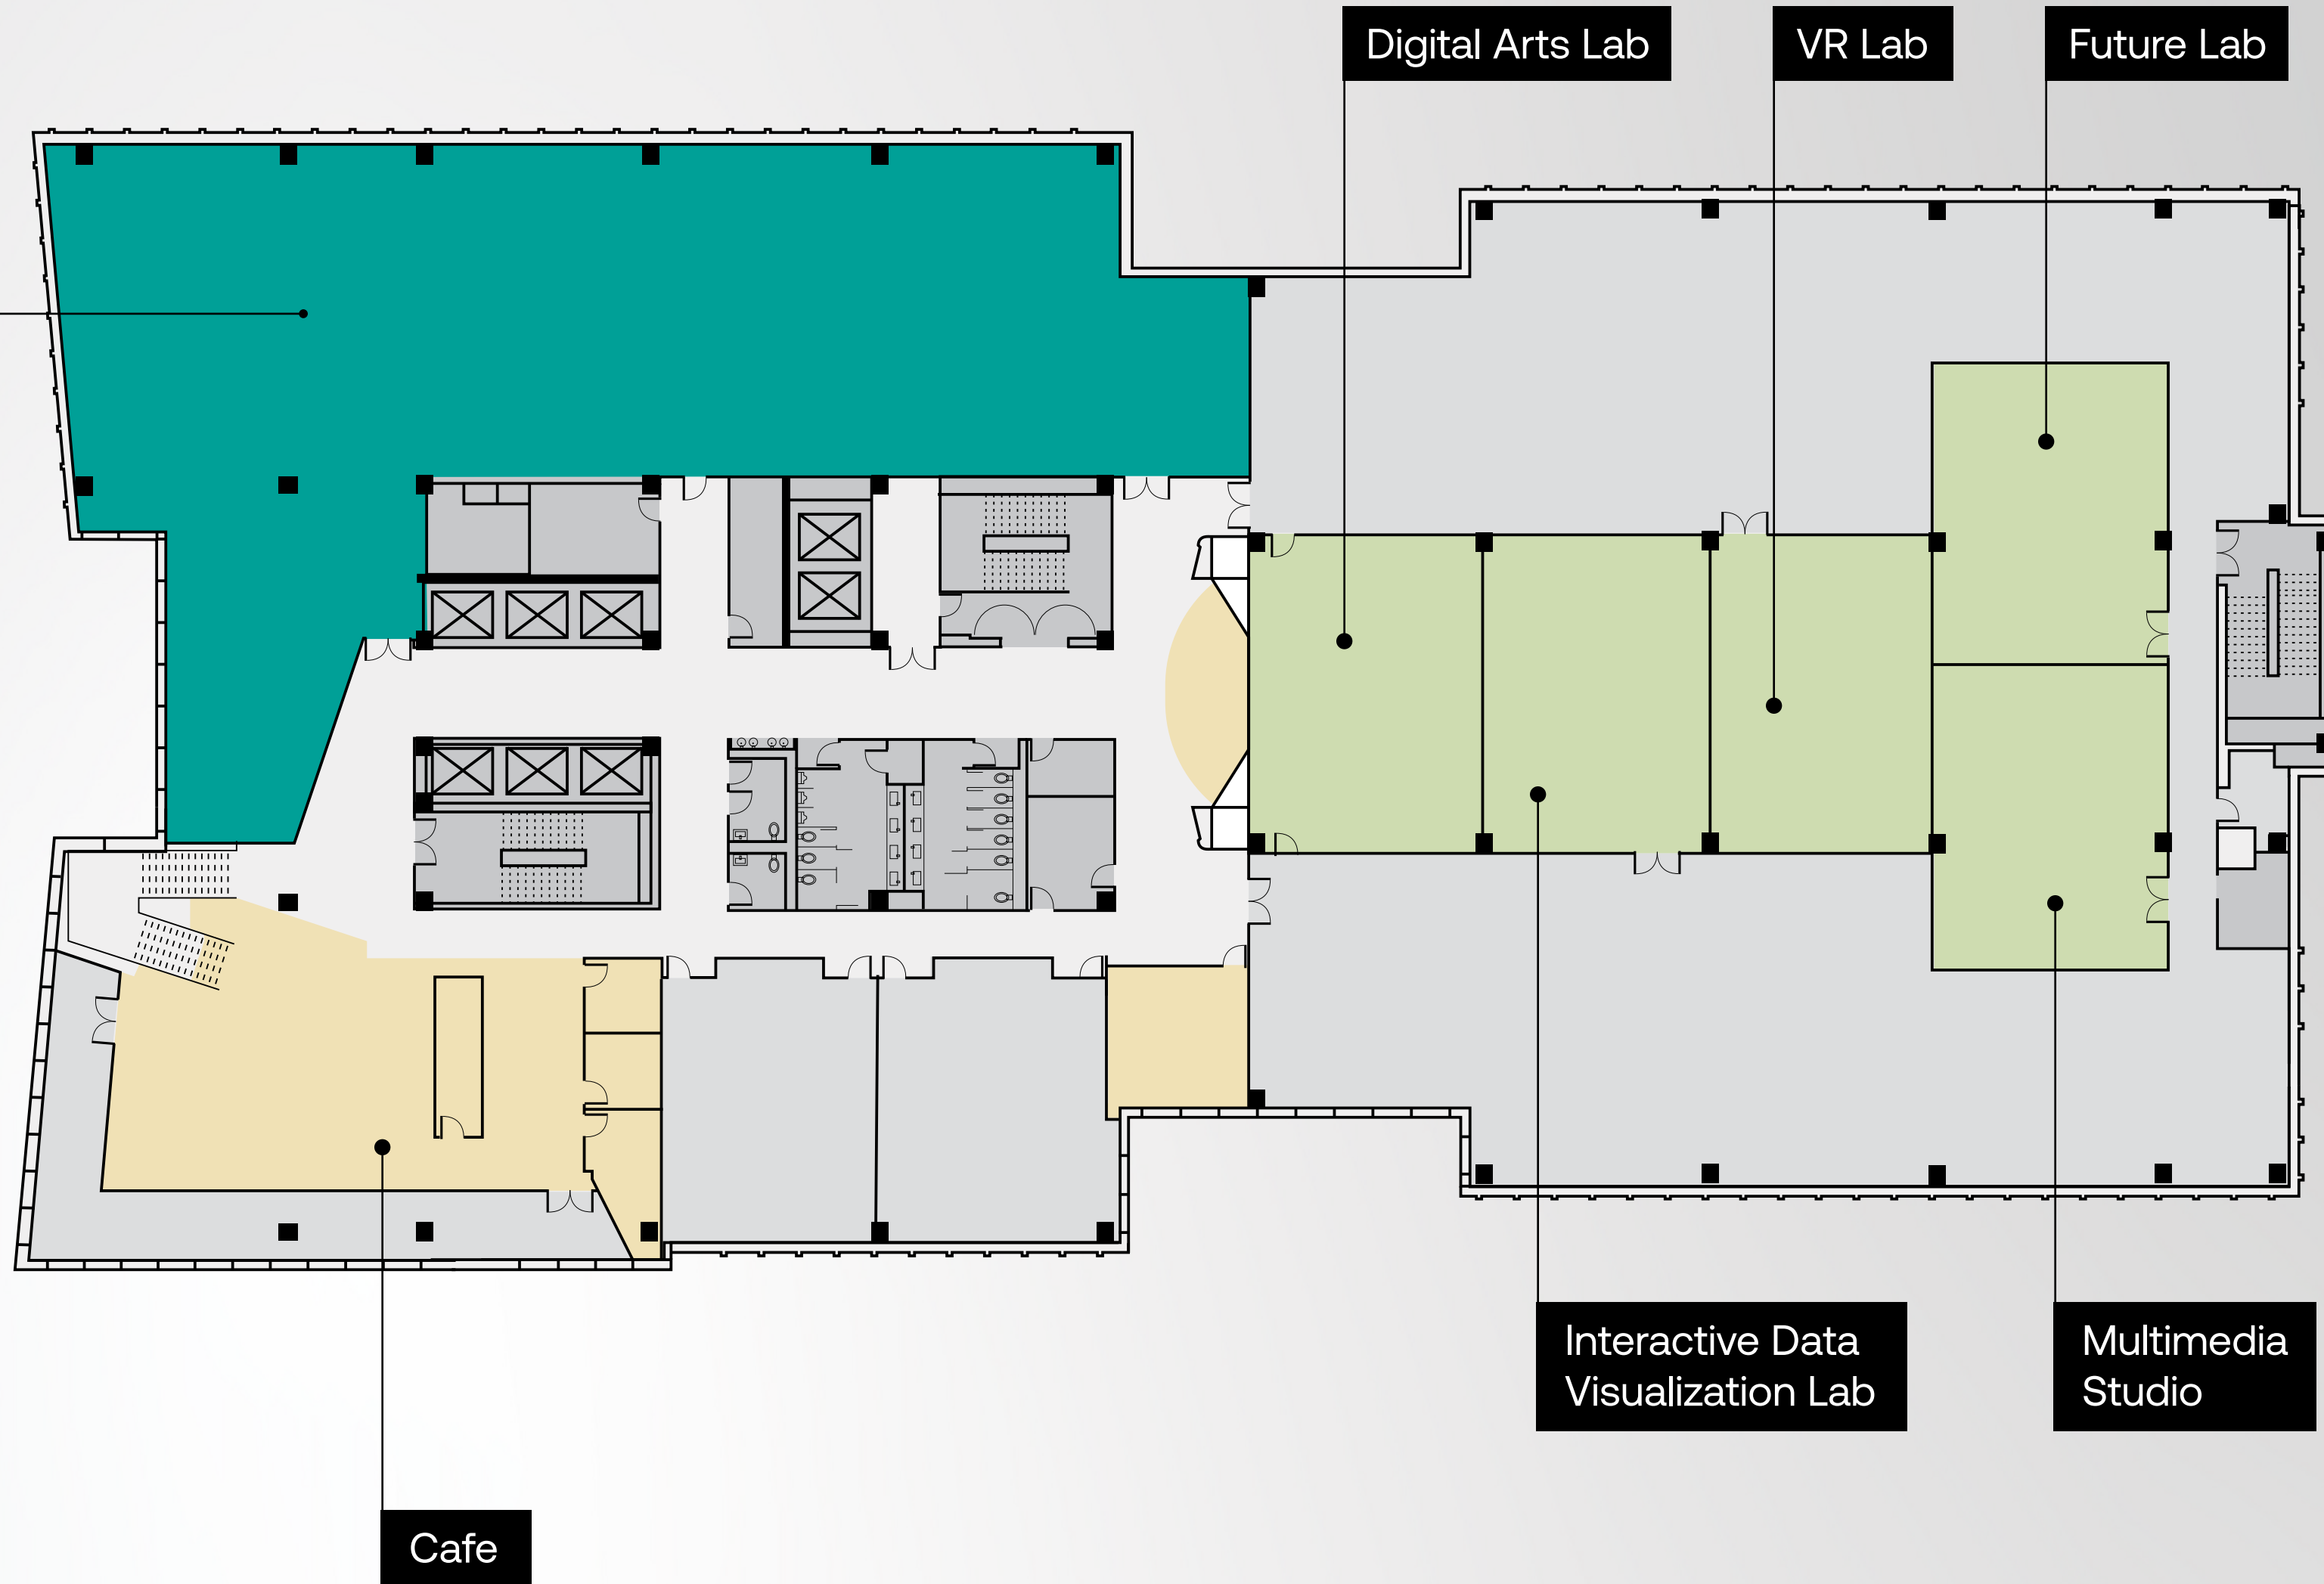 Digital Arts Lab
VR Lab
Future Lab
Interactive Data
Visualization Lab
Multimedia
Studio
Cafe